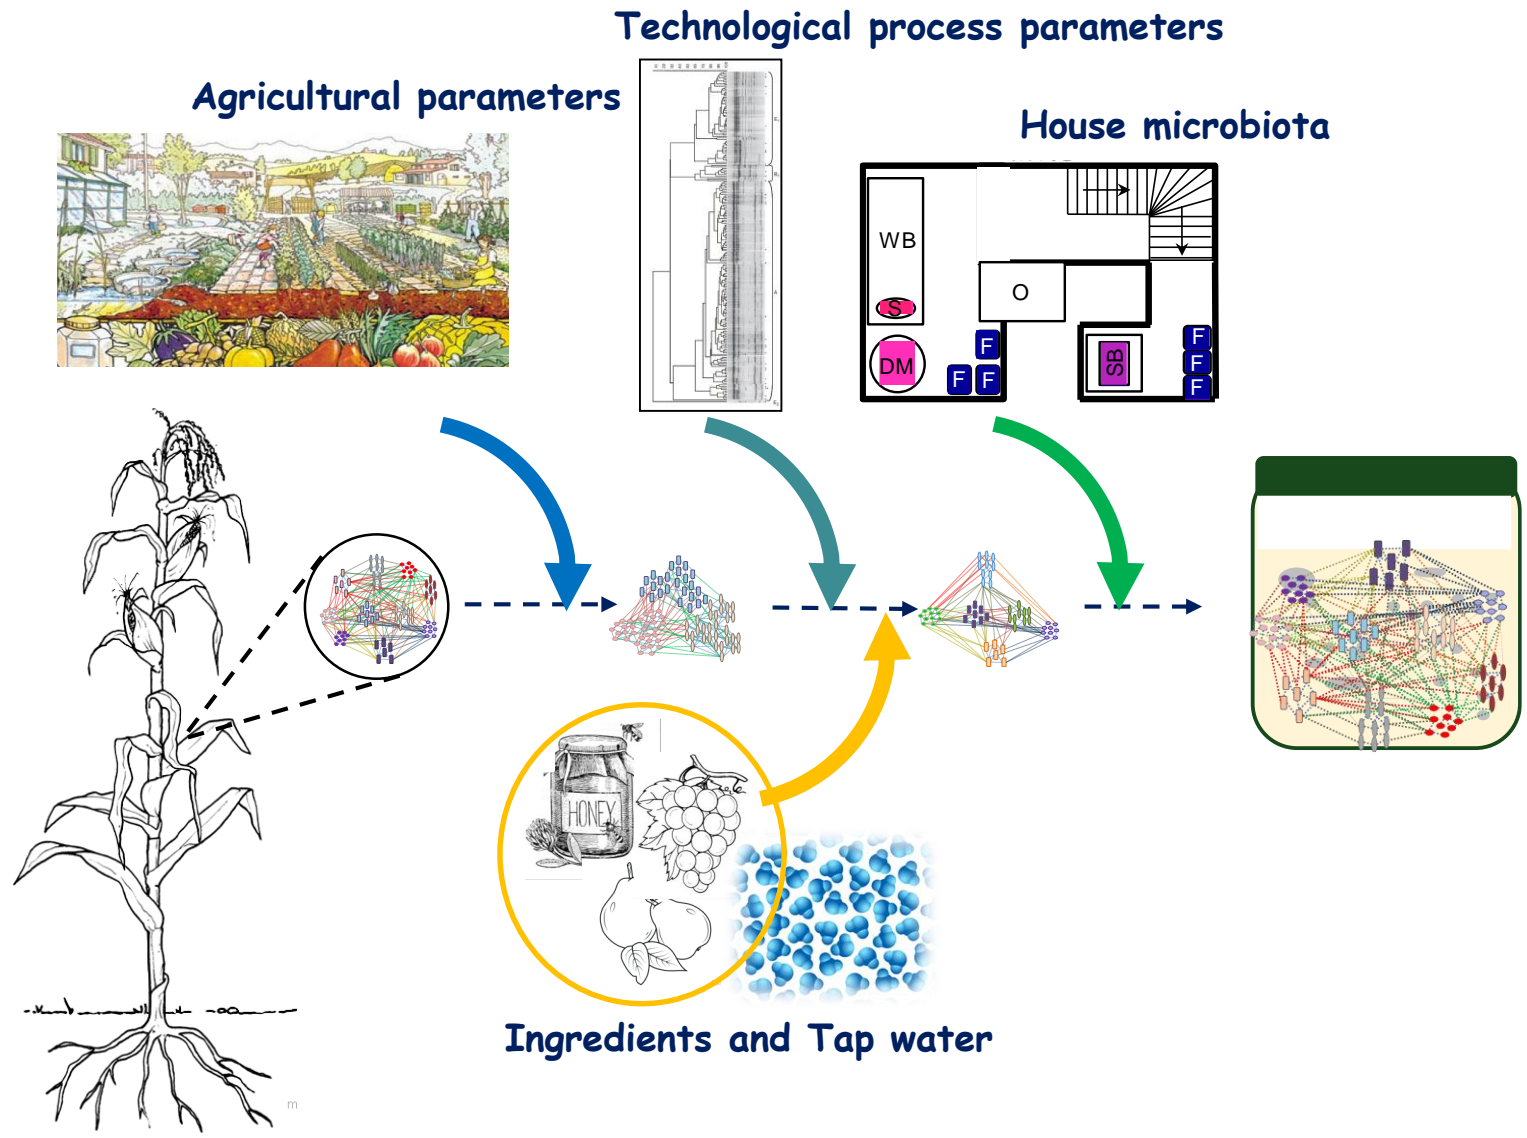 Technological process parameters
Agricultural parameters
House microbiota
WB
O
S
F
F
DM
SB
F
F
F
F
HONEY
Ingredients and Tap water
m